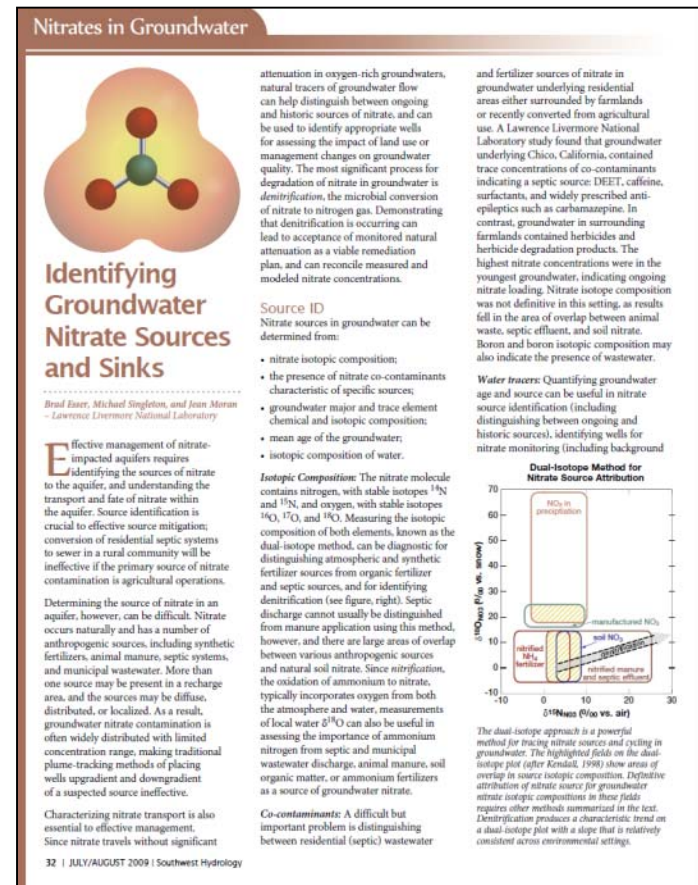 Nitrates in Groundwater
Identifying
Groundwater
Nitrate Sources
and Sinks
Brad Esser, Michael Singleton, and Jean Moran
– Lawrence Livermore National Laboratory
Effective management of nitrate-
impacted aquifers requires
identifying the sources of nitrate
to the aquifer, and understanding the
transport and fate of nitrate within
the aquifer. Source identification is
crucial to effective source mitigation;
conversion of residential septic systems
to sewer in a rural community will be
ineffective if the primary source of nitrate
contamination is agricultural operations.
Determining the source of nitrate in an
aquifer, however, can be difficult. Nitrate
occurs naturally and has a number of
anthropogenic sources, including synthetic
fertilizers, animal manure, septic systems,
and municipal wastewater. More than
one source may be present in a recharge
area, and the sources may be diffuse,
distributed, or localized. As a result,
groundwater nitrate contamination is
often widely distributed with limited
concentration range, making traditional
plume-tracking methods of placing
wells upgradient and downgradient
of a suspected source ineffective.
Characterizing nitrate transport is also
essential to effective management.
Since nitrate travels without significant
attenuation in oxygen-rich groundwaters,
natural tracers of groundwater flow
can help distinguish between ongoing
and historic sources of nitrate, and can
be used to identify appropriate wells
for assessing the impact of land use or
management changes on groundwater
quality. The most significant process for
degradation of nitrate in groundwater is
denitrification, the microbial conversion
of nitrate to nitrogen gas. Demonstrating
that denitrification is occurring can
lead to acceptance of monitored natural
attenuation as a viable remediation
plan, and can reconcile measured and
modeled nitrate concentrations.
Source ID
Nitrate sources in groundwater can be
determined from:
• nitrate isotopic composition;
• the presence of nitrate co-contaminants
characteristic of specific sources;
• groundwater major and trace element
chemical and isotopic composition;
• mean age of the groundwater;
• isotopic composition of water.
Isotopic Composition: The nitrate molecule
contains nitrogen, with stable isotopes ¹⁴N
and ¹⁵N, and oxygen, with stable isotopes
¹⁶O, ¹⁷O, and ¹⁸O. Measuring the isotopic
composition of both elements, known as the
dual-isotope method, can be diagnostic for
distinguishing atmospheric and synthetic
fertilizer sources from organic fertilizer
and septic sources, and for identifying
denitrification (see figure, right). Septic
discharge cannot usually be distinguished
from manure application using this method,
however, and there are large areas of overlap
between various anthropogenic sources
and natural soil nitrate. Since nitrification,
the oxidation of ammonium to nitrate,
typically incorporates oxygen from both
the atmosphere and water, measurements
of local water δ¹⁸O can also be useful in
assessing the importance of ammonium
nitrogen from septic and municipal
wastewater discharge, animal manure, soil
organic matter, or ammonium fertilizers
as a source of groundwater nitrate.
Co-contaminants: A difficult but
important problem is distinguishing
between residential (septic) wastewater
and fertilizer sources of nitrate in
groundwater underlying residential
areas either surrounded by farmlands
or recently converted from agricultural
use. A Lawrence Livermore National
Laboratory study found that groundwater
underlying Chico, California, contained
trace concentrations of co-contaminants
indicating a septic source: DEET, caffeine,
surfactants, and widely prescribed anti-
epileptics such as carbamazepine. In
contrast, groundwater in surrounding
farmlands contained herbicides and
herbicide degradation products. The
highest nitrate concentrations were in the
youngest groundwater, indicating ongoing
nitrate loading. Nitrate isotope composition
was not definitive in this setting, as results
fell in the area of overlap between animal
waste, septic effluent, and soil nitrate.
Boron and boron isotopic composition may
also indicate the presence of wastewater.
Water tracers: Quantifying groundwater
age and source can be useful in nitrate
source identification (including
distinguishing between ongoing and
historic sources), identifying wells for
nitrate monitoring (including background
Dual-Isotope Method for
Nitrate Source Attribution
δ¹⁸O NO3 (⁰/₀₀ vs. snow)
70
60
50
40
30
20
10
0
-10
NO₃ in
precipitation
manufactured NO₃
soil NO₃
nitrified
NH₄
fertilizer
nitrified manure
and septic effluent
-10 0 10 20 30
δ¹⁵N NO3 (⁰/₀₀ vs. air)
The dual-isotope approach is a powerful
method for tracing nitrate sources and cycling in
groundwater. The highlighted fields on the dual-
isotope plot (after Kendall, 1998) show areas of
overlap in source isotopic composition. Definitive
attribution of nitrate source for groundwater
nitrate isotopic compositions in these fields
requires other methods summarized in the text.
Denitrification produces a characteristic trend on
a dual-isotope plot with a slope that is relatively
consistent across environmental settings.
32 | JULY/AUGUST 2009 | Southwest Hydrology